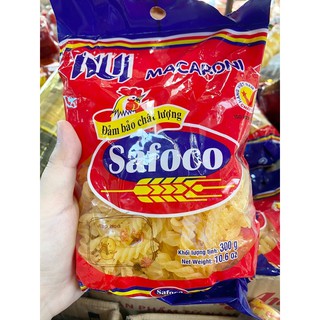 NUI
MACARONI
Đảm bảo chất lượng
Safoco
Khối lượng tịnh: 300 g
Net Weight: 10.6 oz
Safoco